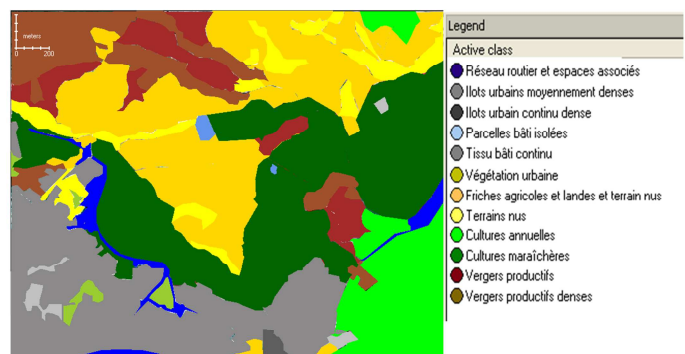 meters
0 200
Legend
Active class
Réseau routier et espaces associés
Ilots urbains moyennement denses
Ilots urbain continu dense
Parcelles bâti isolées
Tissu bâti continu
Végétation urbaine
Friches agricoles et landes et terrain nus
Terrains nus
Cultures annuelles
Cultures maraîchères
Vergers productifs
Vergers productifs denses